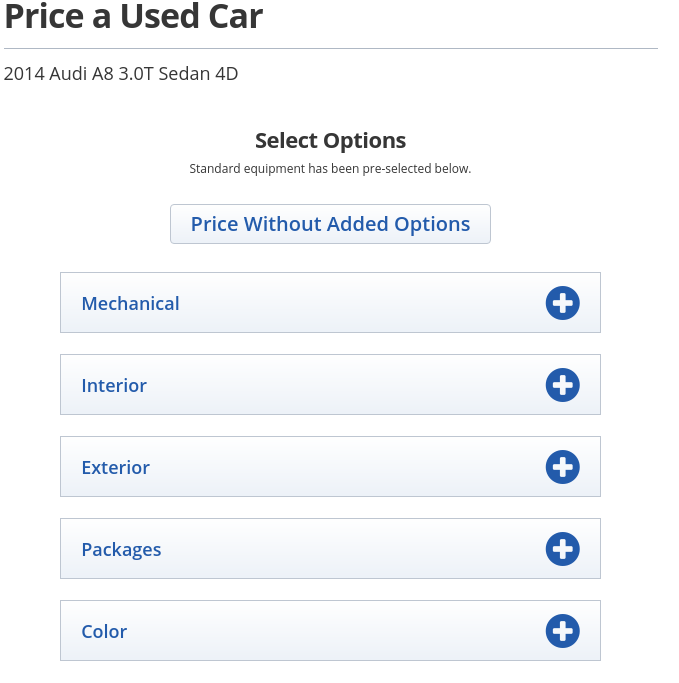 Price a Used Car
2014 Audi A8 3.0T Sedan 4D
Select Options
Standard equipment has been pre-selected below.
Price Without Added Options
Mechanical
Interior
Exterior
Packages
Color